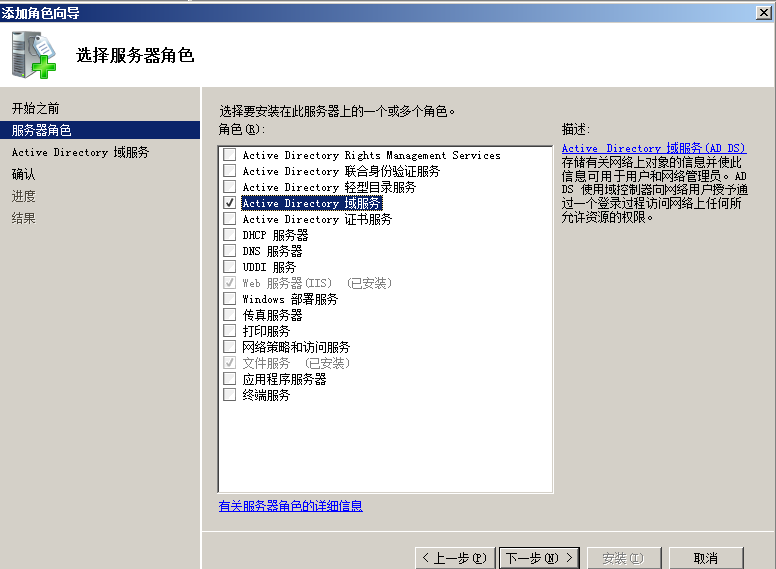 添加角色向导
选择服务器角色
开始之前
服务器角色
Active Directory 域服务
确认
进度
结果
选择要安装在此服务器上的一个或多个角色。
角色(R):
Active Directory Rights Management Services
Active Directory 联合身份验证服务
Active Directory 轻型目录服务
Active Directory 域服务
Active Directory 证书服务
DHCP 服务器
DNS 服务器
UDDI 服务
Web 服务器(IIS) (已安装)
Windows 部署服务
传真服务器
打印服务
网络策略和访问服务
文件服务 (已安装)
应用程序服务器
终端服务
有关服务器角色的详细信息
描述:
Active Directory 域服务(AD DS)
存储有关网络上对象的信息并使此
信息可用于用户和网络管理员。AD
DS 使用域控制器向网络用户授予通
过一个登录过程访问网络上任何所
允许资源的权限。
< 上一步(P)
下一步(N) >
安装(I)
取消